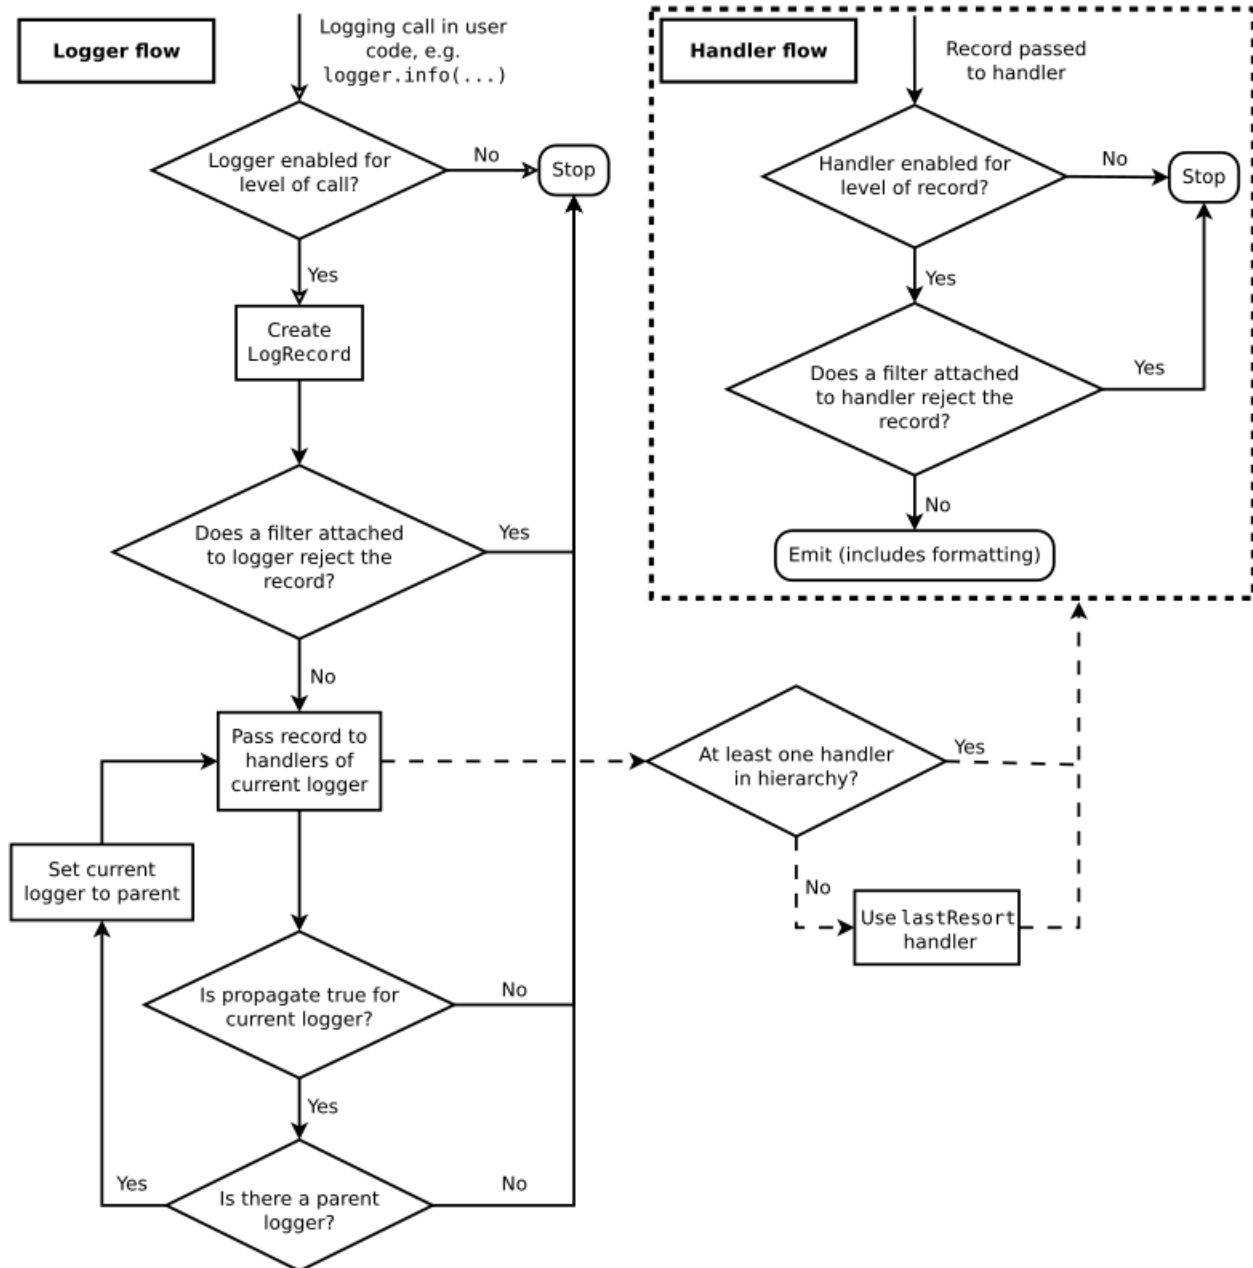 Logger flow
Logging call in user
code, e.g.
logger.info(...)
Logger enabled for
level of call?
No
Stop
Yes
Create
LogRecord
Does a filter attached
to logger reject the
record?
Yes
No
Pass record to
handlers of
current logger
Set current
logger to parent
Is propagate true for
current logger?
No
Yes
Is there a parent
logger?
Yes
No
Handler flow
Record passed
to handler
Handler enabled for
level of record?
No
Stop
Yes
Does a filter attached
to handler reject the
record?
Yes
No
Emit (includes formatting)
At least one handler
in hierarchy?
Yes
No
Use lastResort
handler